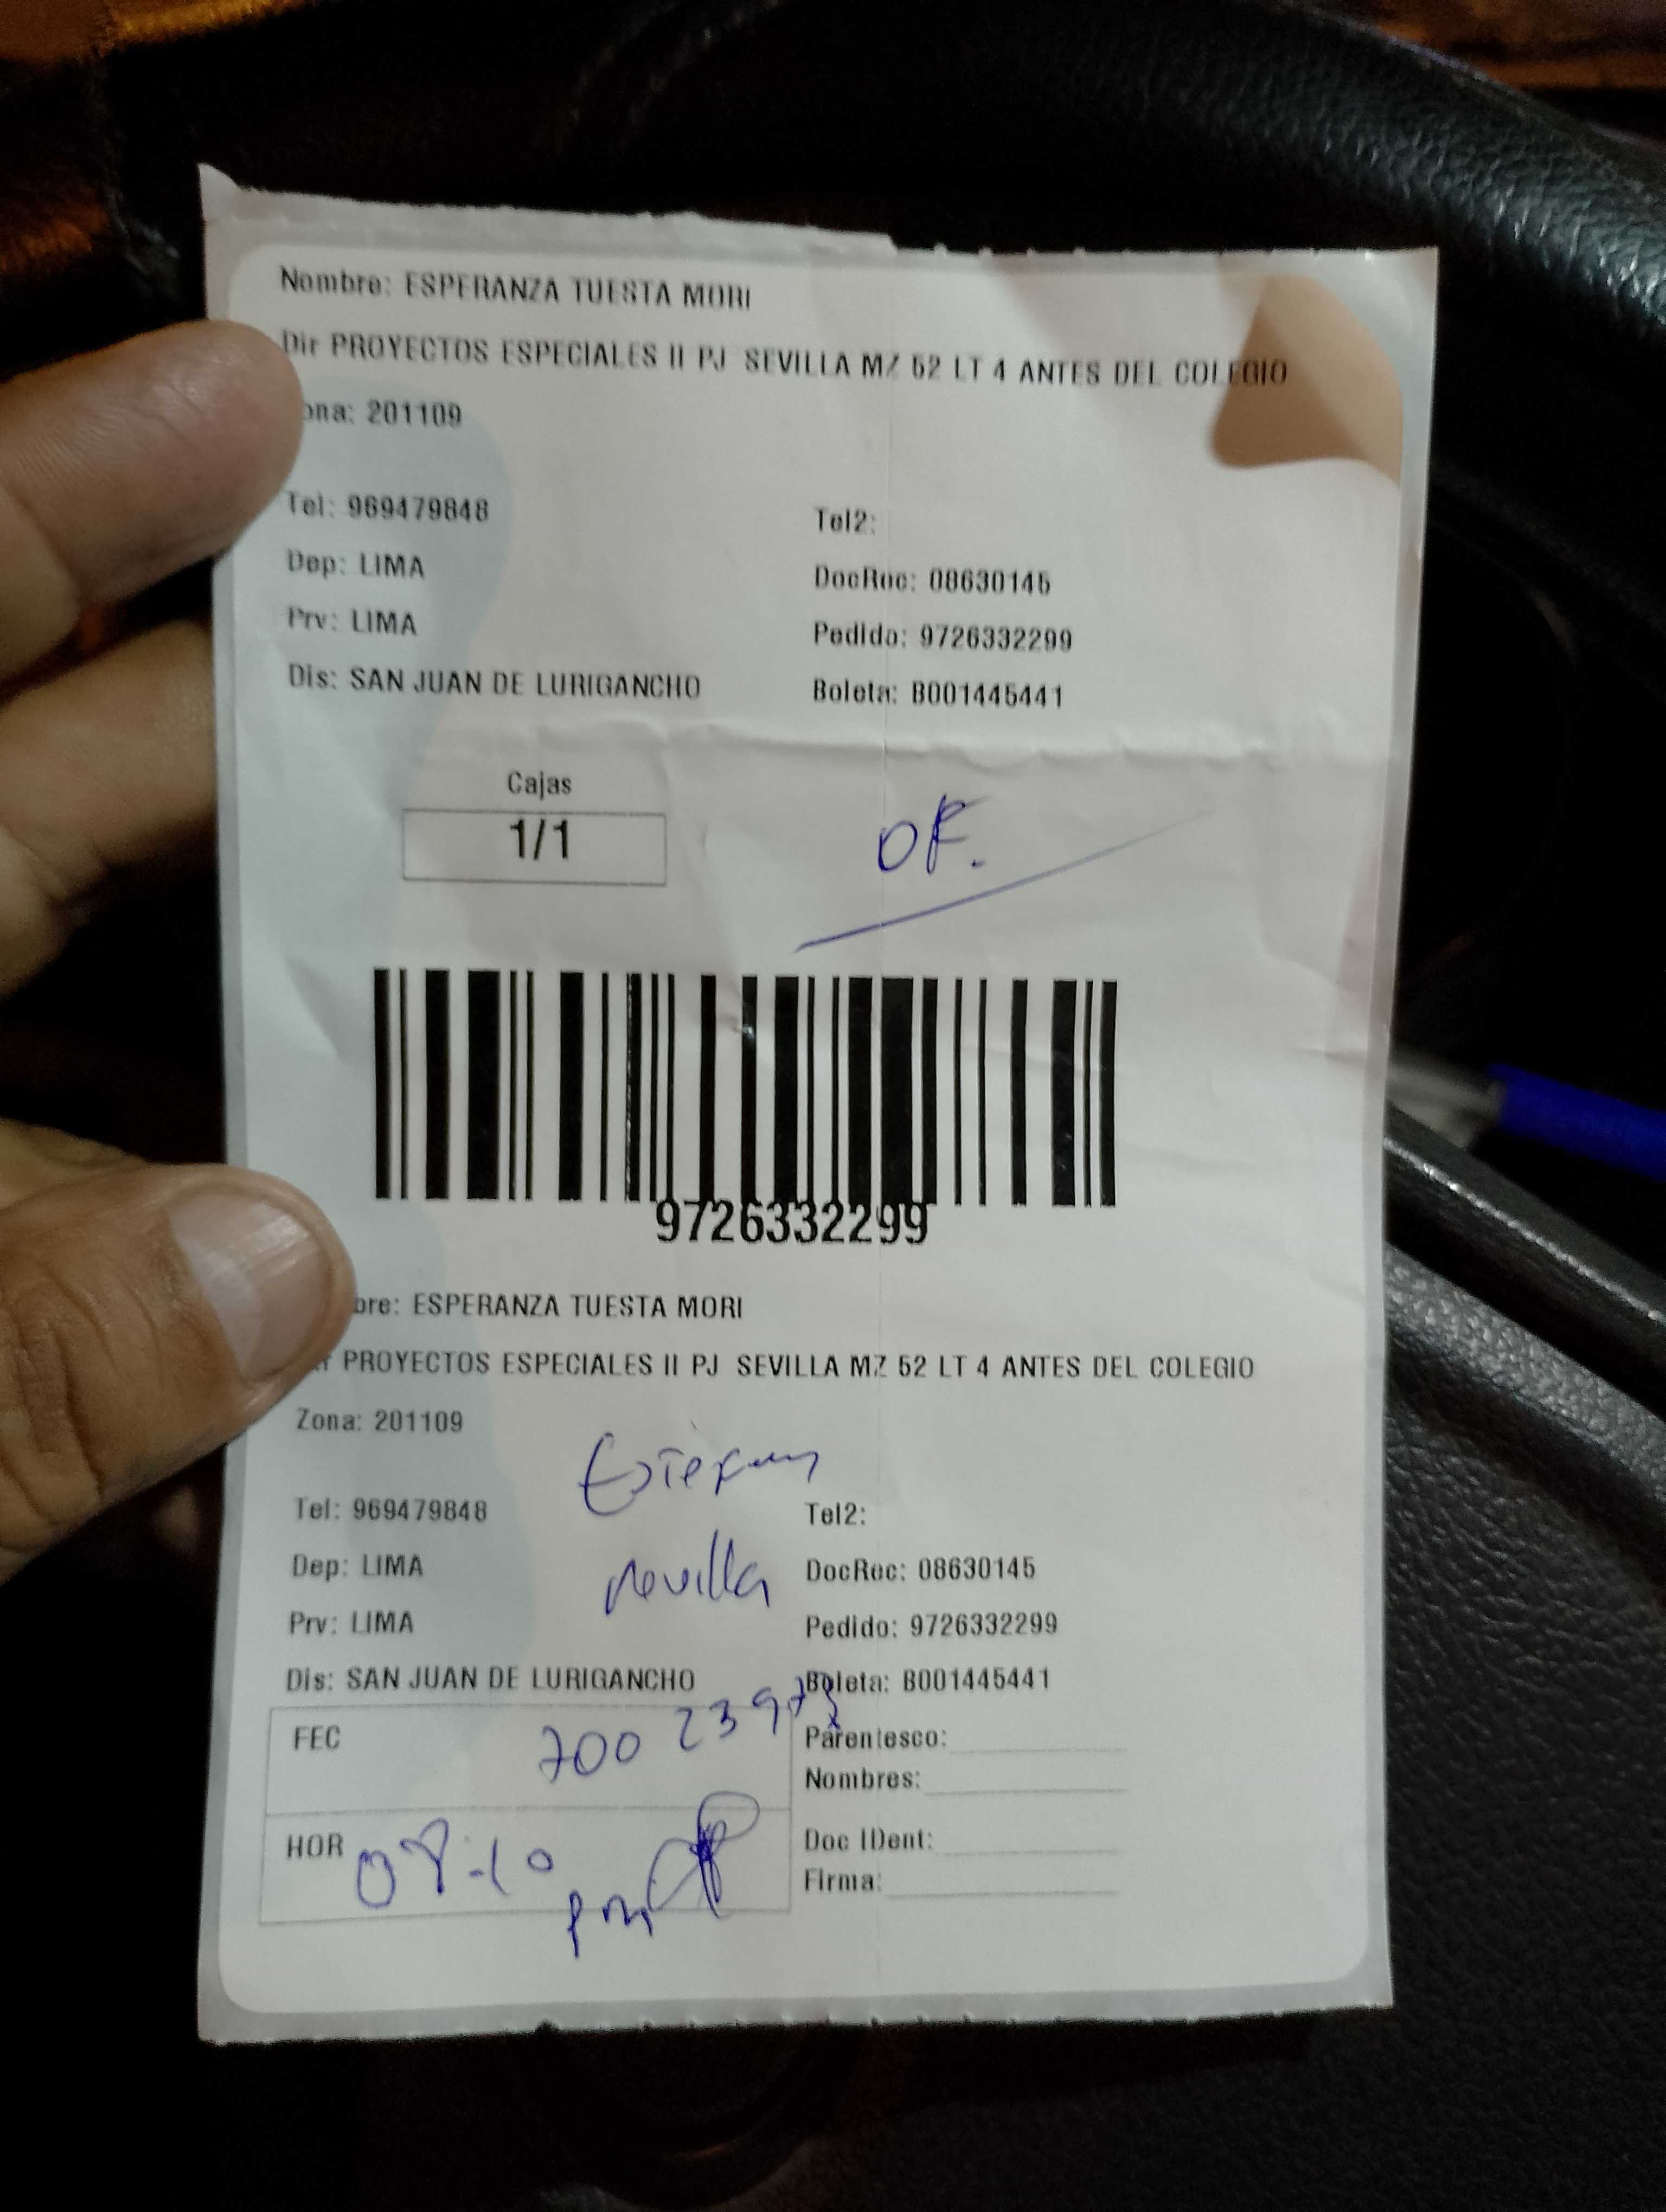 Nombre: ESPERANZA TUESTA MORI
Dir PROYECTOS ESPECIALES II PJ SEVILLA MZ 52 LT 4 ANTES DEL COLEGIO
ona: 201109
Tel: 969479848 Tel2:
Dep: LIMA DocRec: 08630145
Prv: LIMA Pedido: 9726332299
Dis: SAN JUAN DE LURIGANCHO Boleta: B001445441
Cajas
1/1
OF.
9726332299
bre: ESPERANZA TUESTA MORI
r PROYECTOS ESPECIALES II PJ SEVILLA MZ 52 LT 4 ANTES DEL COLEGIO
Zona: 201109
Tel: 969479848 Tel2:
sevilla
Dep: LIMA DocRec: 08630145
Prv: LIMA Pedido: 9726332299
Dis: SAN JUAN DE LURIGANCHO Boleta: B001445441
FEC Parentesco:
Nombres:
HOR 08:10 pm Doc IDent:
Firma: